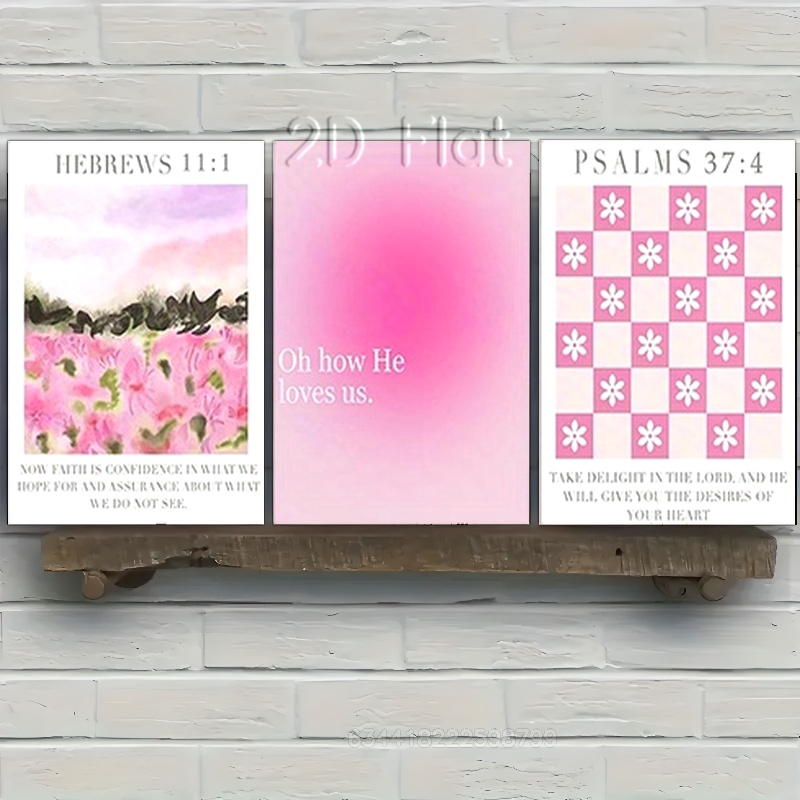 2D Flat
HEBREWS 11:1
NOW FAITH IS CONFIDENCE IN WHAT WE
HOPE FOR AND ASSURANCE ABOUT WHAT
WE DO NOT SEE.
Oh how He
loves us.
PSALMS 37:4
TAKE DELIGHT IN THE LORD, AND HE
WILL GIVE YOU THE DESIRES OF
YOUR HEART